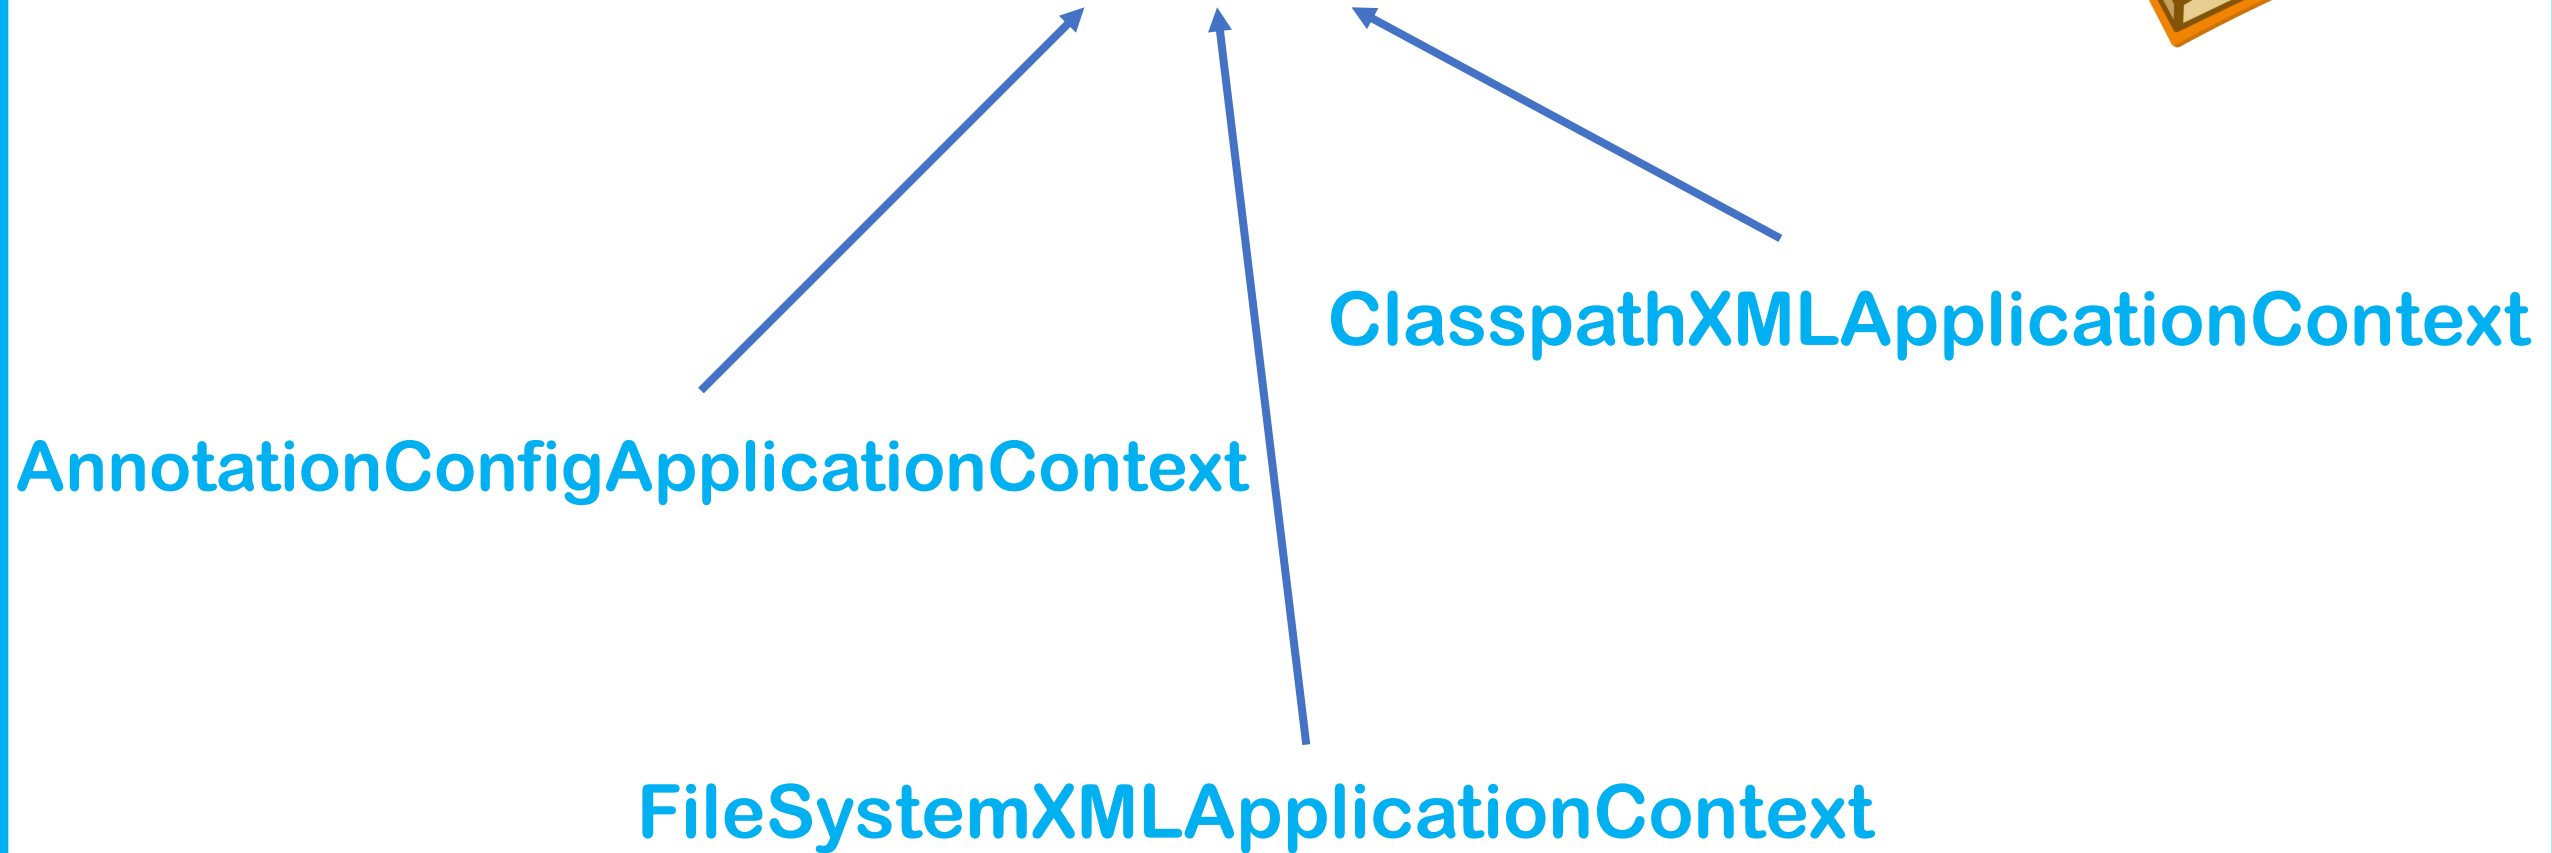 ClasspathXMLApplicationContext
AnnotationConfigApplicationContext
FileSystemXMLApplicationContext